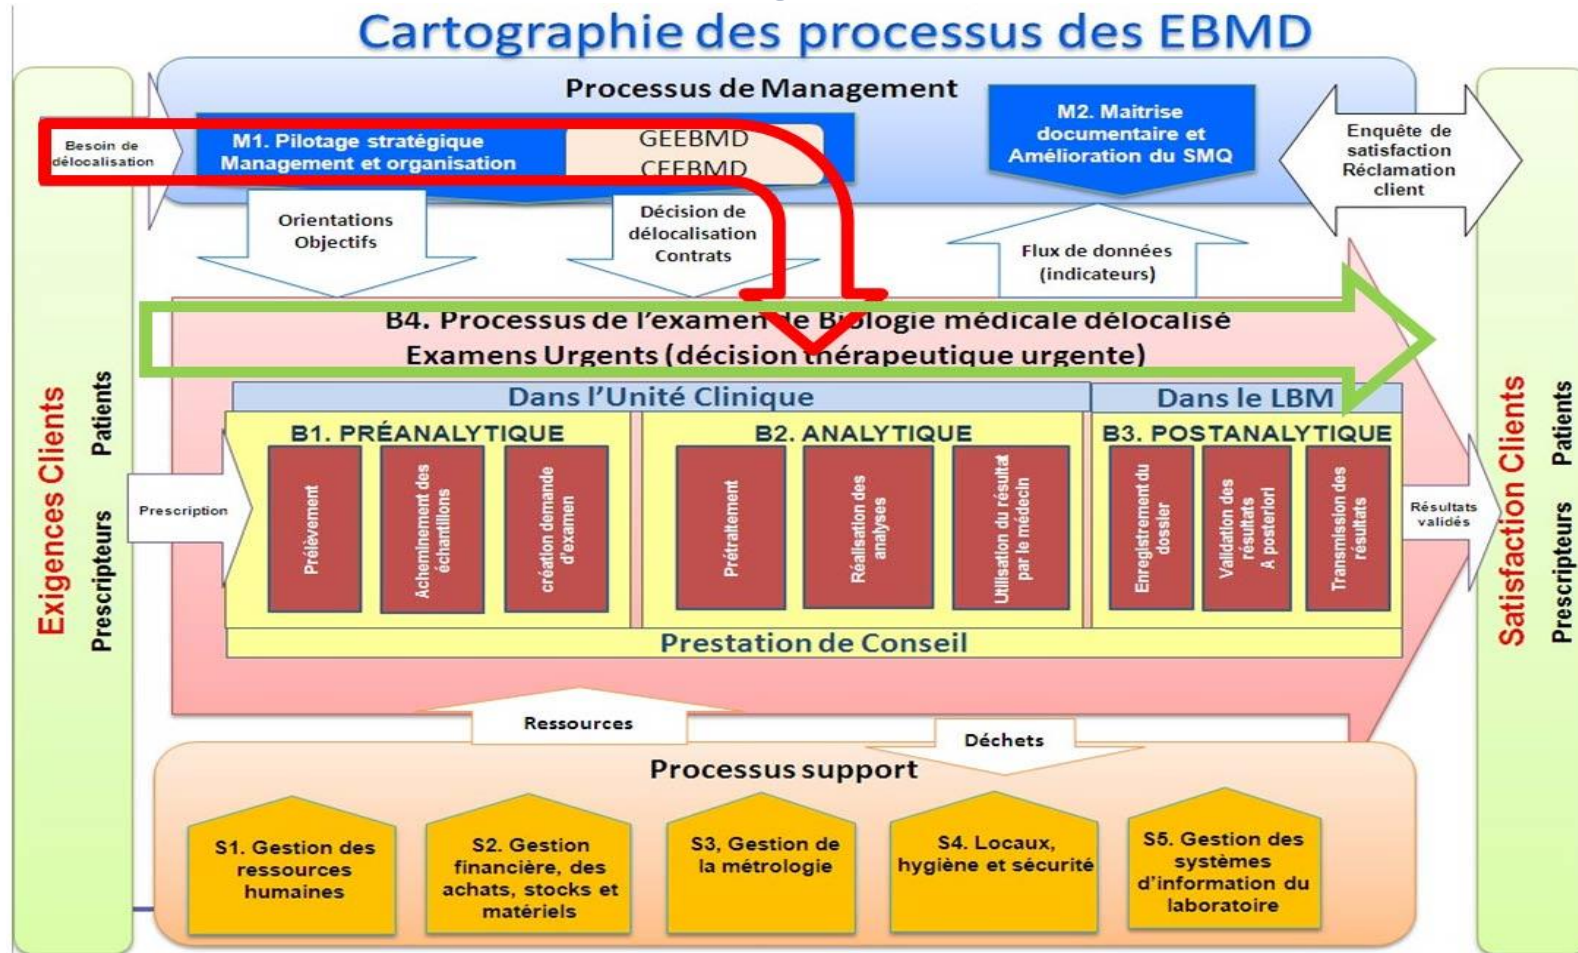 Cartographie des processus des EBMD
Processus de Management
Besoin de
délocalisation
M1. Pilotage stratégique
Management et organisation
GEEBMD
CEEBMD
M2. Maitrise
documentaire et
Amélioration du SMQ
Enquête de
satisfaction
Réclamation
client
Orientations
Objectifs
Décision de
délocalisation
Contrats
Flux de données
(indicateurs)
B4. Processus de l'examen de Biologie médicale délocalisé
Examens Urgents (décision thérapeutique urgente)
Dans l'Unité Clinique
Dans le LBM
Exigences Clients
Prescripteurs Patients
Prescription
B1. PRÉANALYTIQUE
Prélèvement
Acheminement des
échantillons
création demande
d'examen
B2. ANALYTIQUE
Prétraitement
Réalisation des
analyses
Utilisation du résultat
par le médecin
B3. POSTANALYTIQUE
Enregistrement du
dossier
Validation des
résultats
A posteriori
Transmission des
résultats
Résultats
validés
Satisfaction Clients
Prescripteurs Patients
Prestation de Conseil
Ressources
Déchets
Processus support
S1. Gestion des
ressources
humaines
S2. Gestion
financière, des
achats, stocks et
matériels
S3, Gestion de
la métrologie
S4. Locaux,
hygiène et sécurité
S5. Gestion des
systèmes
d'information du
laboratoire